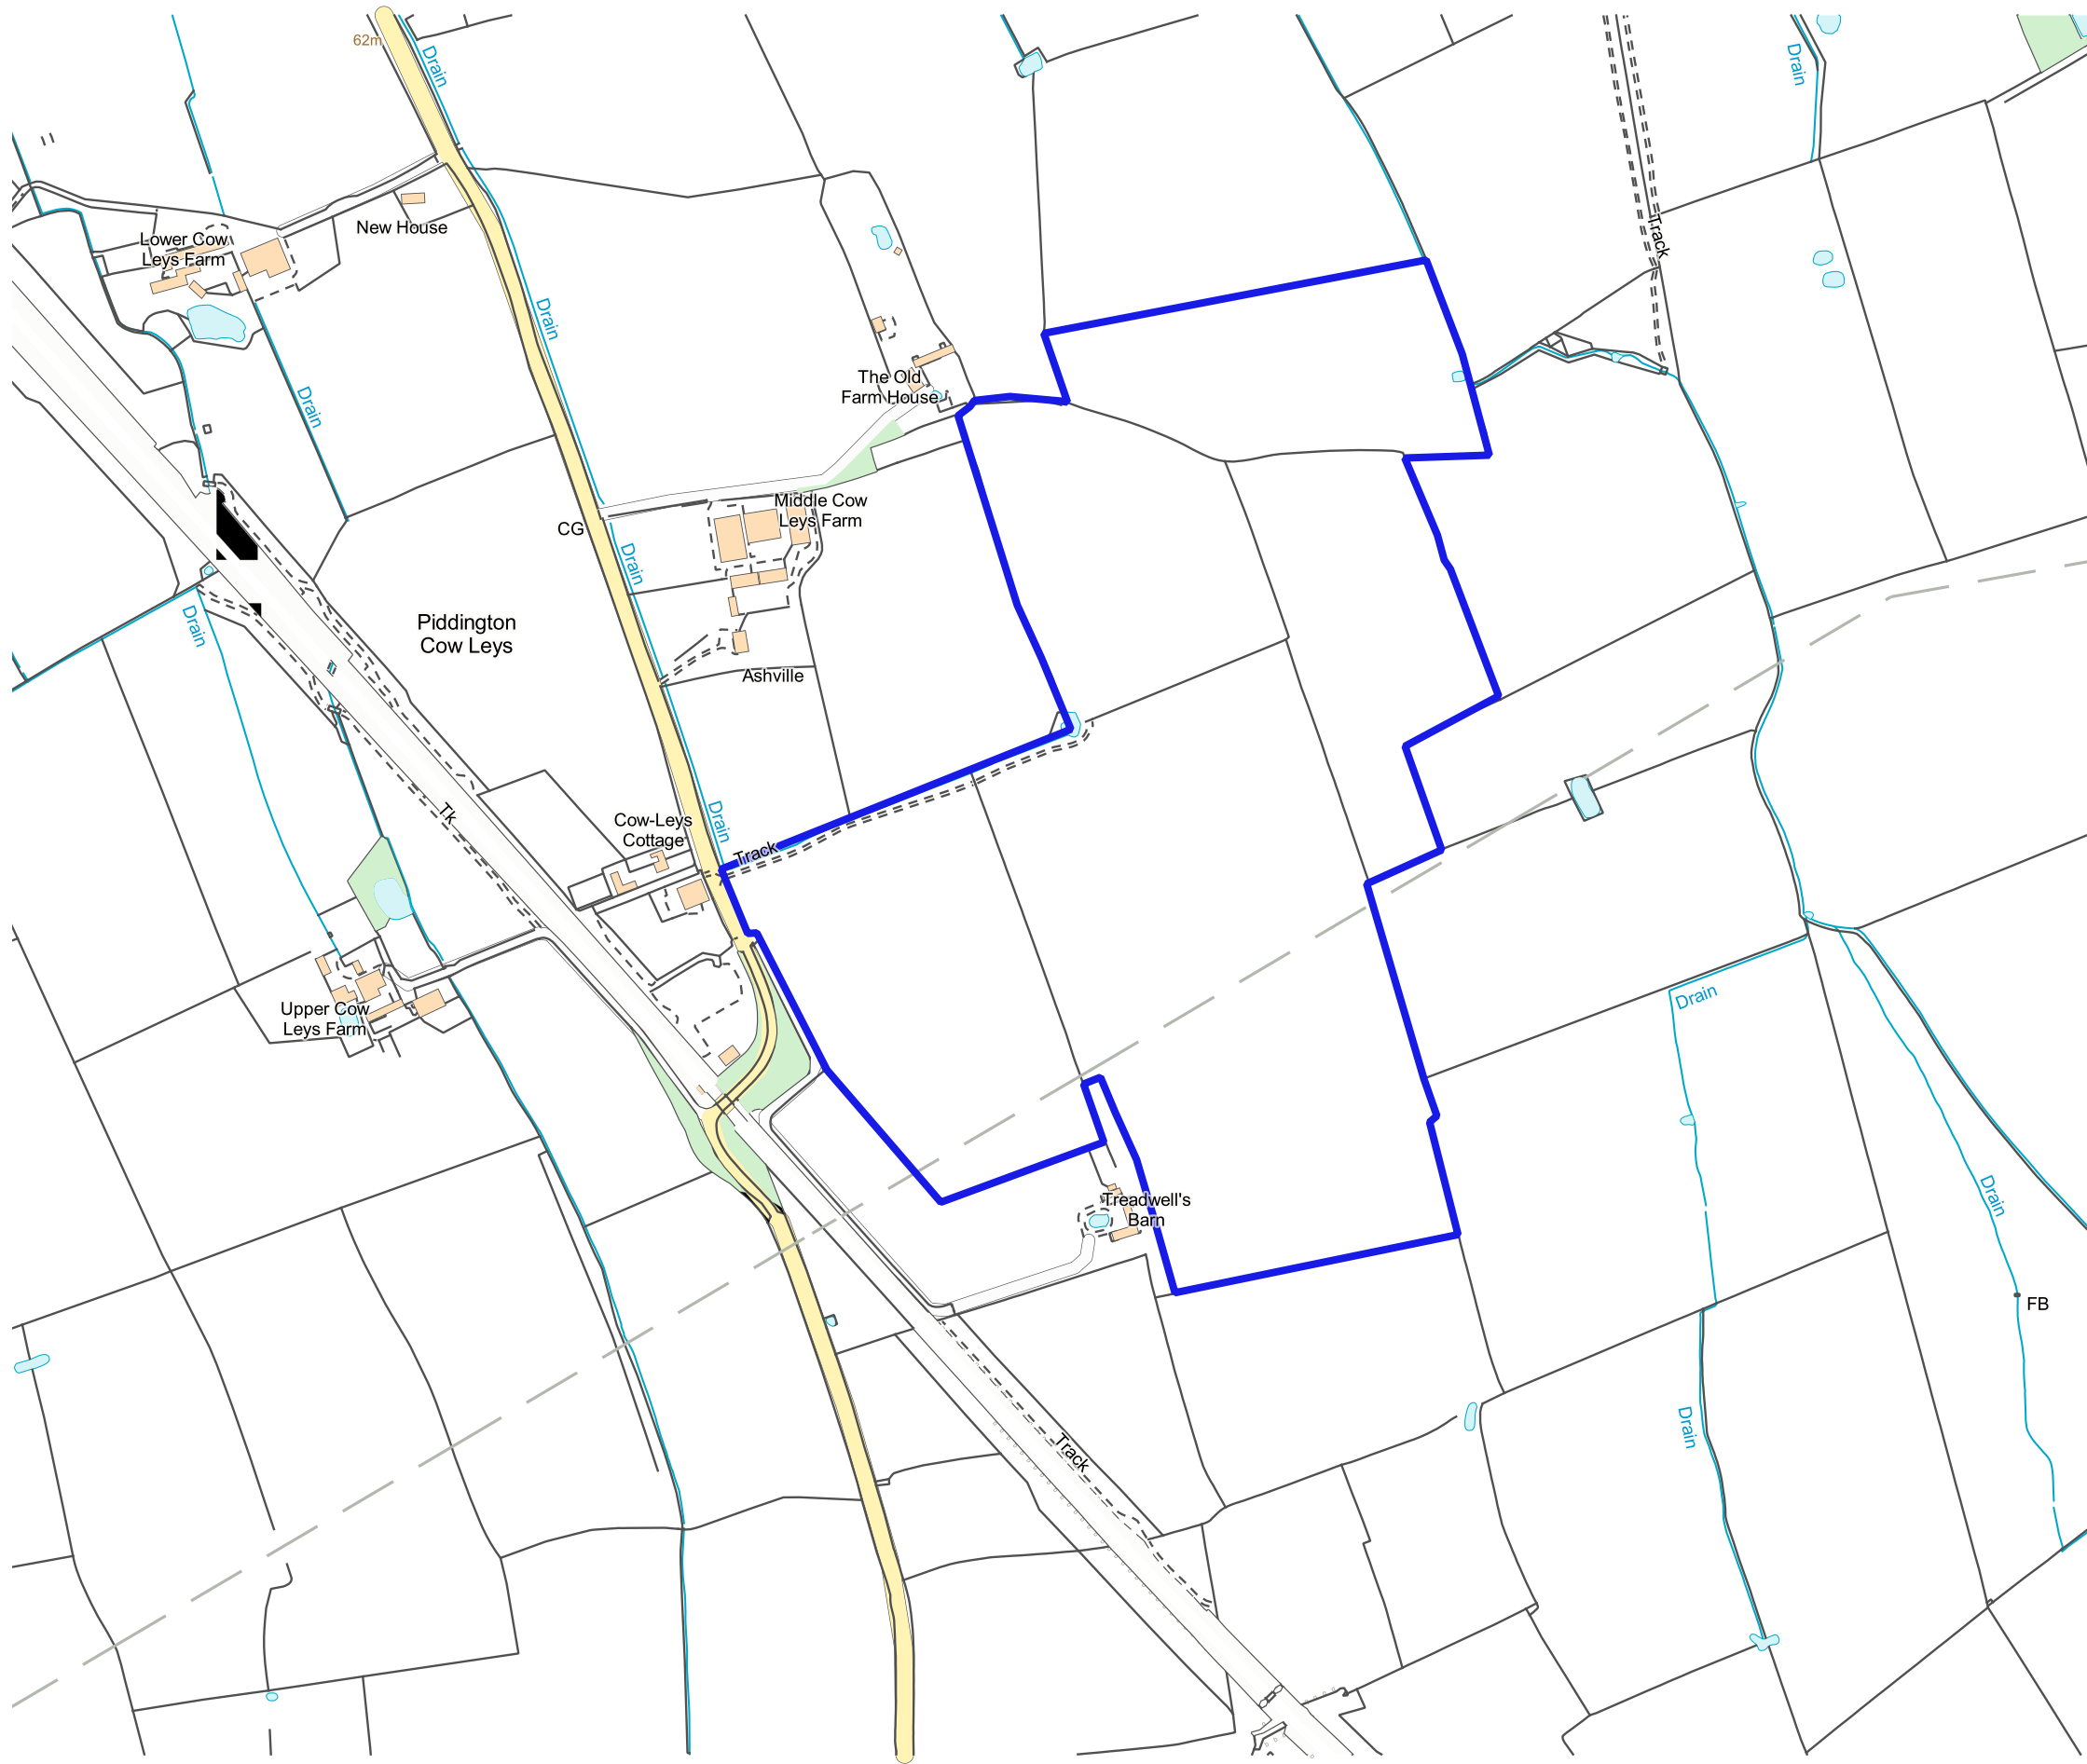 62m
Drain
Drain
Track
New House
Lower Cow
Leys Farm
Drain
Drain
The Old
Farm House
Middle Cow
Leys Farm
CG
Drain
Drain
Piddington
Cow Leys
Ashville
Tk
Cow-Leys
Cottage
Drain
Track
Upper Cow
Leys Farm
Drain
Treadwell's
Barn
Drain
FB
Drain
Track